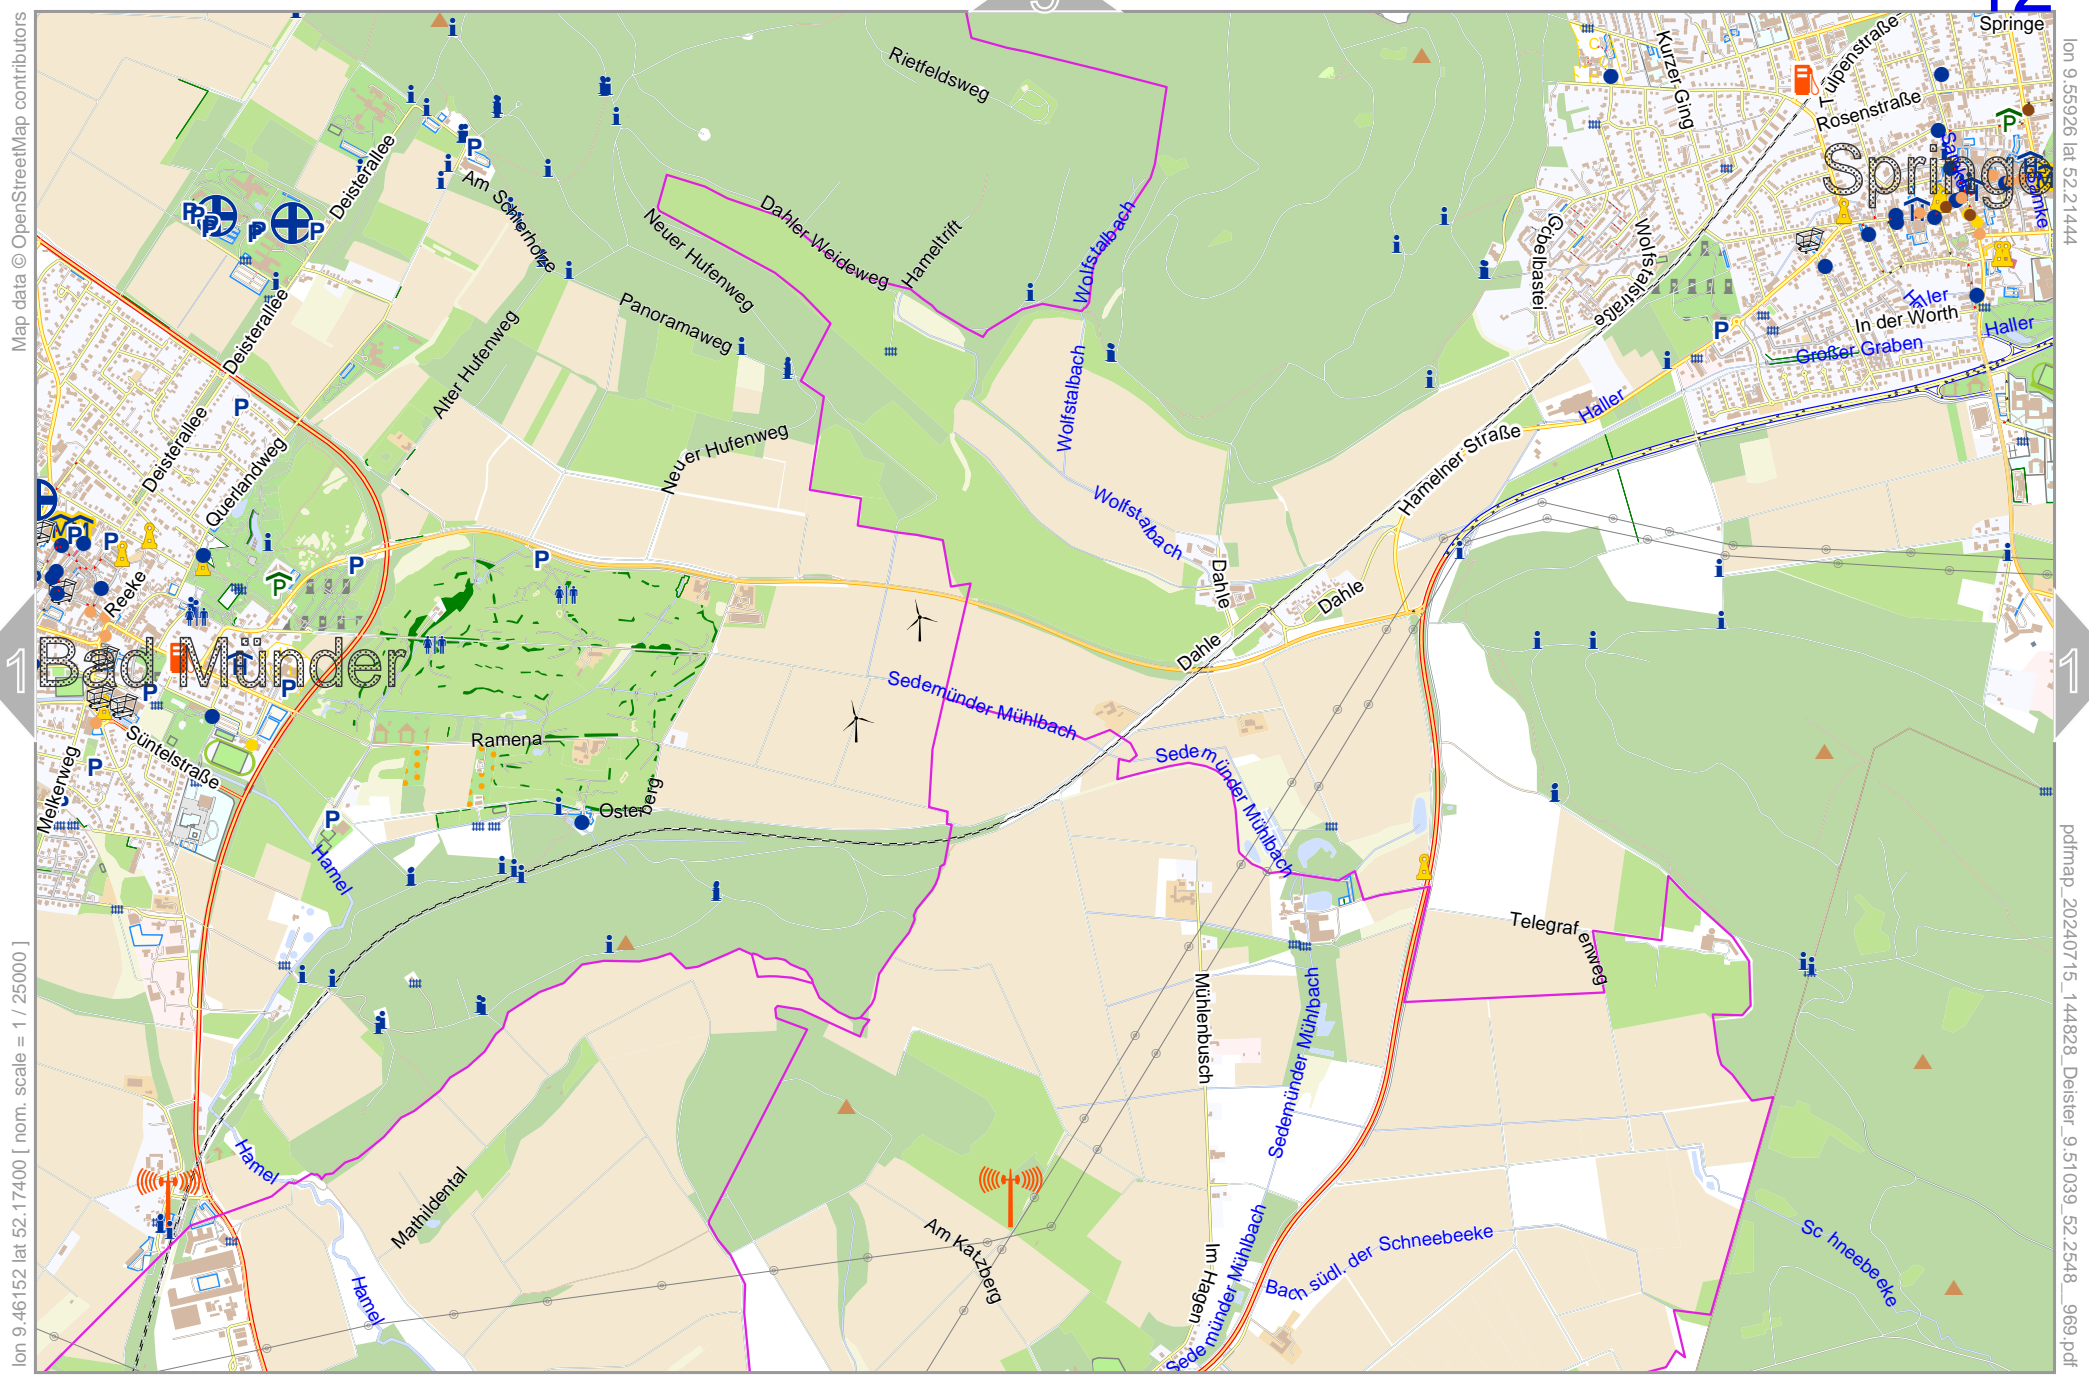 12
Springe
Map data © OpenStreetMap contributors
lon 9.55926 lat 52.21444
Rietfeldsweg
Kurzer Ging
Tulpenstraße
Rosenstraße
Springe
Deisterallee
Am Schierholze
Dahler Weideweg
Hameltrift
Wolfstalbach
Göbelbastei
Wolfstalstraße
Neuer Hufenweg
Panoramaweg
Alter Hufenweg
Deisterallee
Haller
In der Worth
Haller
Großer Graben
Wolfstalbach
Haller
Deisterallee
Querlandweg
Neuer Hufenweg
Hamelner Straße
Wolfstalbach
Dahle
Dahle
Dahle
Reeke
Bad Münder
1
1
Sedemünder Mühlbach
Sedemünder Mühlbach
Ramena
Osterberg
Süntelstraße
Melkerweg
Hamel
Telegrafenweg
Mühlenbusch
Sedemünder Mühlbach
Hamel
Mathildental
Am Katzberg
Im Hagen
Sedemünder Mühlbach
Bach südl. der Schneebeeke
Schneebeeke
Hamel
lon 9.46152 lat 52.17400 [ nom. scale = 1 / 25000 ]
pdfmap_20240715_144828_Deister_9.51039_52.2548__969.pdf